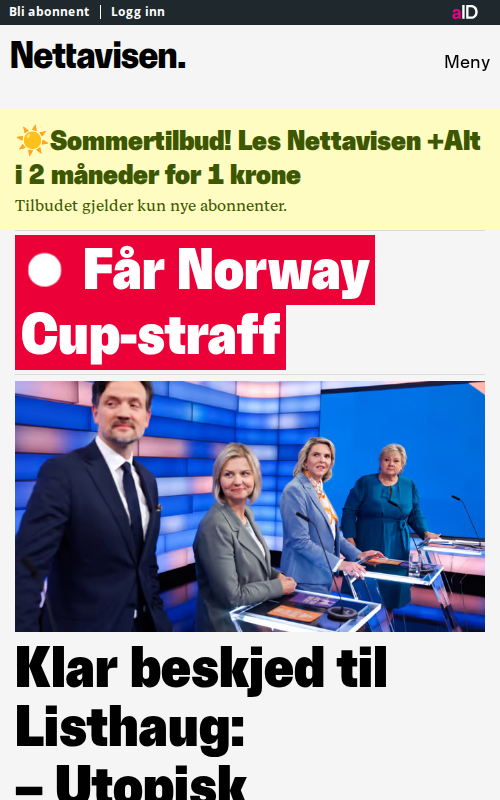 Bli abonnent
Logg inn
aID
Nettavisen.
Meny
Sommertilbud! Les Nettavisen +Alt
i 2 måneder for 1 krone
Tilbudet gjelder kun nye abonnenter.
Får Norway
Cup-straff
Klar beskjed til
Listhaug:
– Utopisk